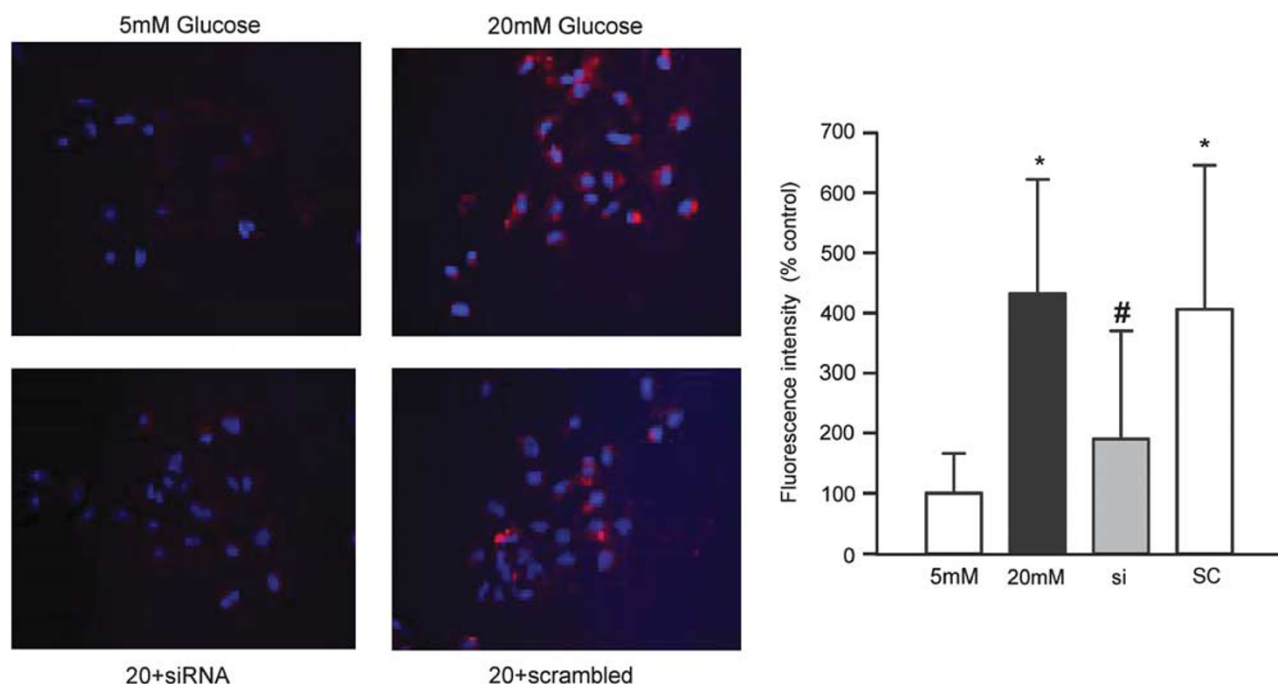 5mM Glucose
20mM Glucose
20+siRNA
20+scrambled
Fluorescence intensity (% control)
700
600
500
400
300
200
100
0
*
#
*
5mM
20mM
si
SC